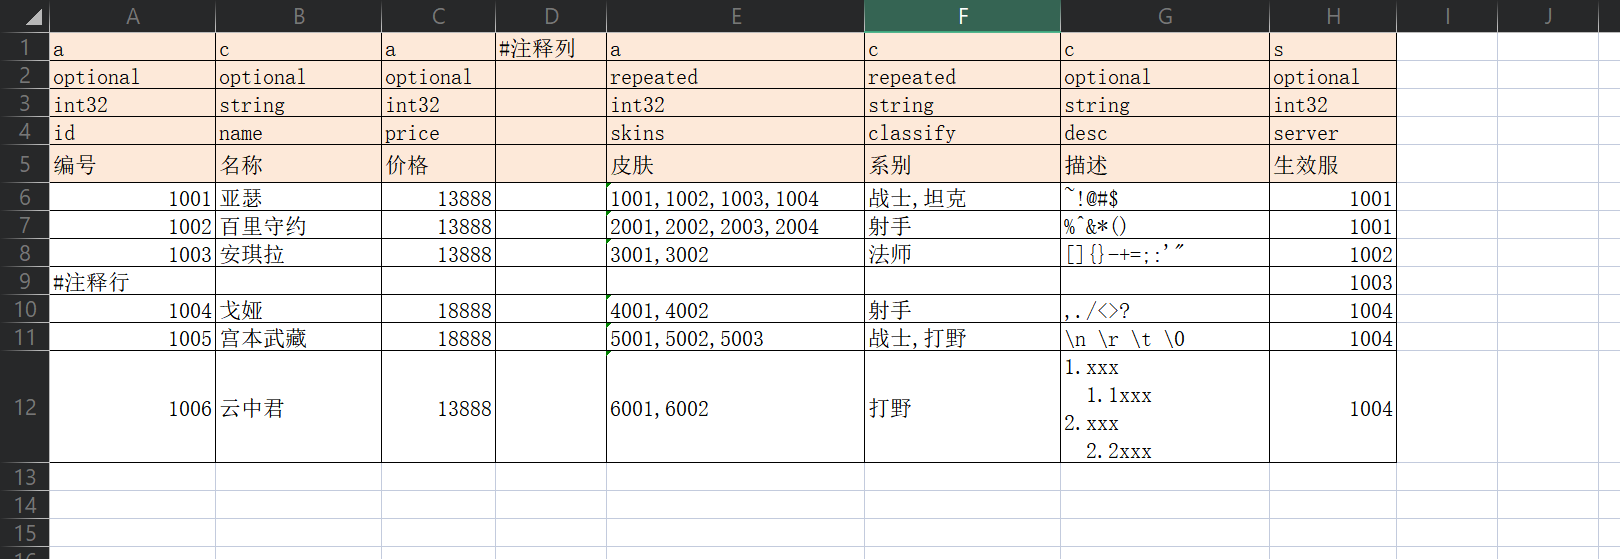 A B C D E F G H I J
1 a c a #注释列 a c c s
2 optional optional optional repeated repeated optional optional
3 int32 string int32 int32 string string int32
4 id name price skins classify desc server
5 编号 名称 价格 皮肤 系别 描述 生效服
6 1001 亚瑟 13888 1001,1002,1003,1004 战士,坦克 ~!@#$ 1001
7 1002 百里守约 13888 2001,2002,2003,2004 射手 %^&*() 1001
8 1003 安琪拉 13888 3001,3002 法师 []{}-+=;:'" 1002
9 #注释行 1003
10 1004 戈娅 18888 4001,4002 射手 ,./<>? 1004
11 1005 宫本武藏 18888 5001,5002,5003 战士,打野 \n \r \t \0 1004
12 1006 云中君 13888 6001,6002 打野 1.xxx
1.1xxx
2.xxx
2.2xxx
1004
13
14
15
16